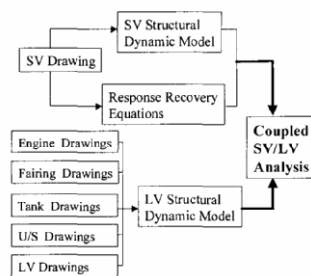 SV Structural
Dynamic Model
SV Drawing
Response Recovery
Equations
Coupled
SV/LV
Analysis
Engine Drawings
Fairing Drawings
Tank Drawings
U/S Drawings
LV Drawings
LV Structural
Dynamic Model